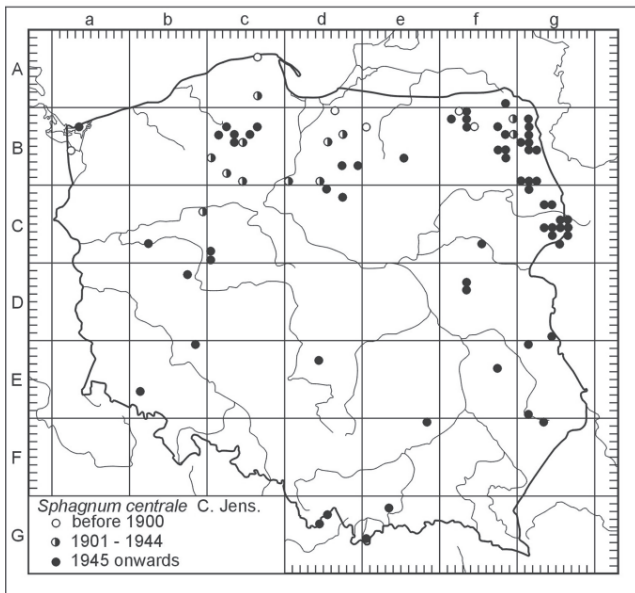 a b c d e f g
A
B
C
D
E
F
G
Sphagnum centrale C. Jens.
before 1900
1901 - 1944
1945 onwards